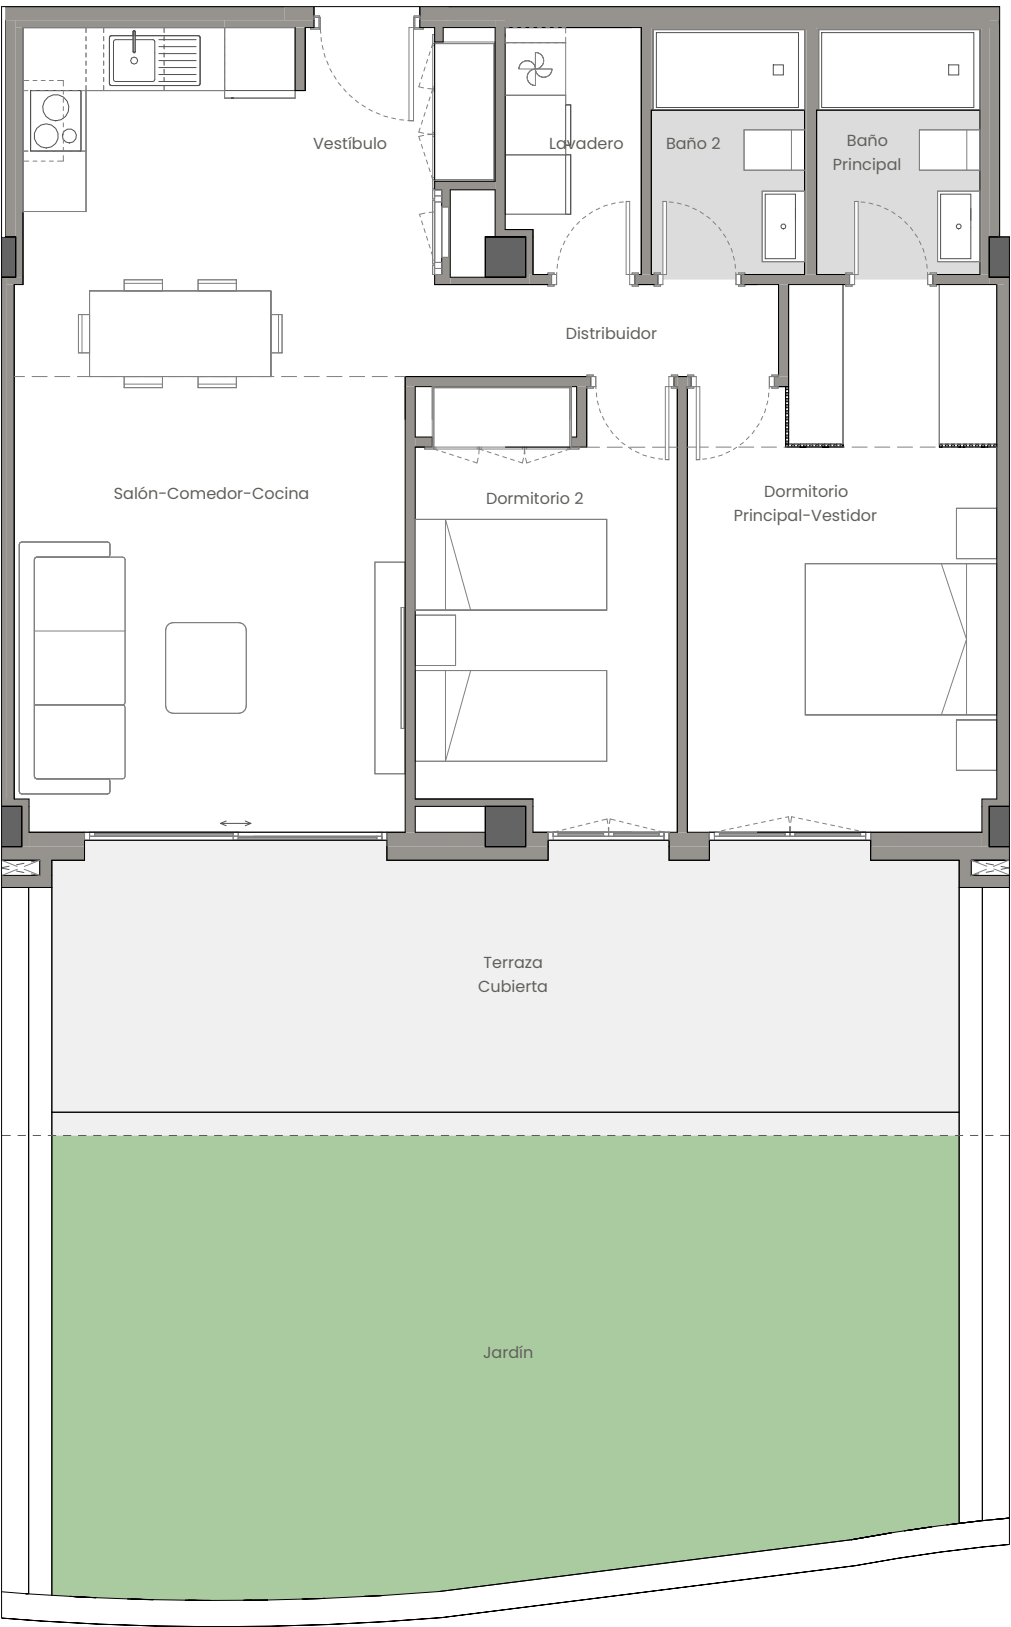 Vestíbulo
Lavadero
Baño 2
Baño
Principal
Distribuidor
Salón-Comedor-Cocina
Dormitorio 2
Dormitorio
Principal-Vestidor
Terraza
Cubierta
Jardín